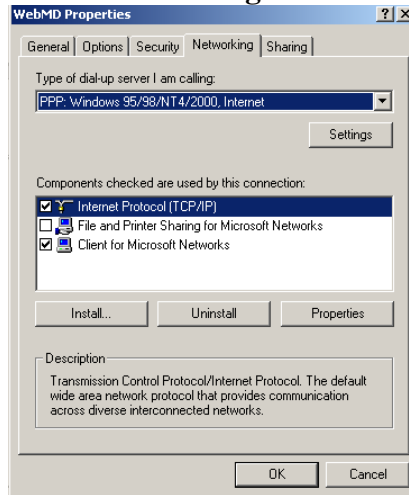 WebMD Properties
General Options Security Networking Sharing
Type of dial-up server I am calling:
PPP: Windows 95/98/NT4/2000, Internet
Settings
Components checked are used by this connection:
Internet Protocol (TCP/IP)
File and Printer Sharing for Microsoft Networks
Client for Microsoft Networks
Install... Uninstall Properties
Description
Transmission Control Protocol/Internet Protocol. The default
wide area network protocol that provides communication
across diverse interconnected networks.
OK Cancel